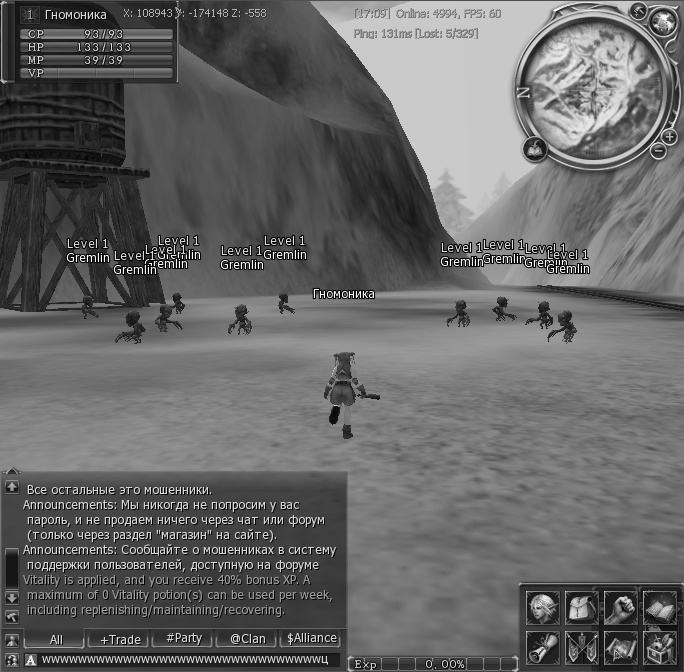 1 Гномоника
X: 108943 Y: -174148 Z: -558
[17:09] Online: 4994, FPS: 60
Ping: 131ms [Lost: 5/329]
CP 93/93
HP 133/133
MP 39/39
VP
N
Level 1
Gremlin
Level 1
Gremlin
Level 1
Gremlin
Level 1
Gremlin
Level 1
Gremlin
Level 1
Gremlin
Level 1
Gremlin
Level 1
Gremlin
Level 1
Gremlin
Level 1
Gremlin
Гномоника
Все остальные это мошенники.
Announcements: Мы никогда не попросим у вас
пароль, и не продаем ничего через чат или форум
(только через раздел "магазин" на сайте).
Announcements: Сообщайте о мошенниках в систему
поддержки пользователей, доступную на форуме
Vitality is applied, and you receive 40% bonus XP. A
maximum of 0 Vitality potion(s) can be used per week,
including replenishing/maintaining/recovering.
All +Trade #Party @Clan $Alliance
A
Exp 0.00%